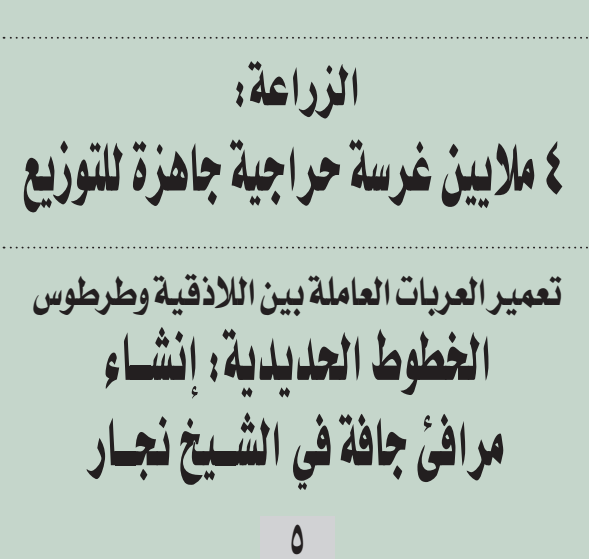 الزراعة:
٤ ملايين غرسة حراجية جاهزة للتوزيع
تعمير العربات العاملة بين اللاذقية وطرطوس
الخطوط الحديدية: إنشاء
مرافئ جافة في الشيخ نجار
٥